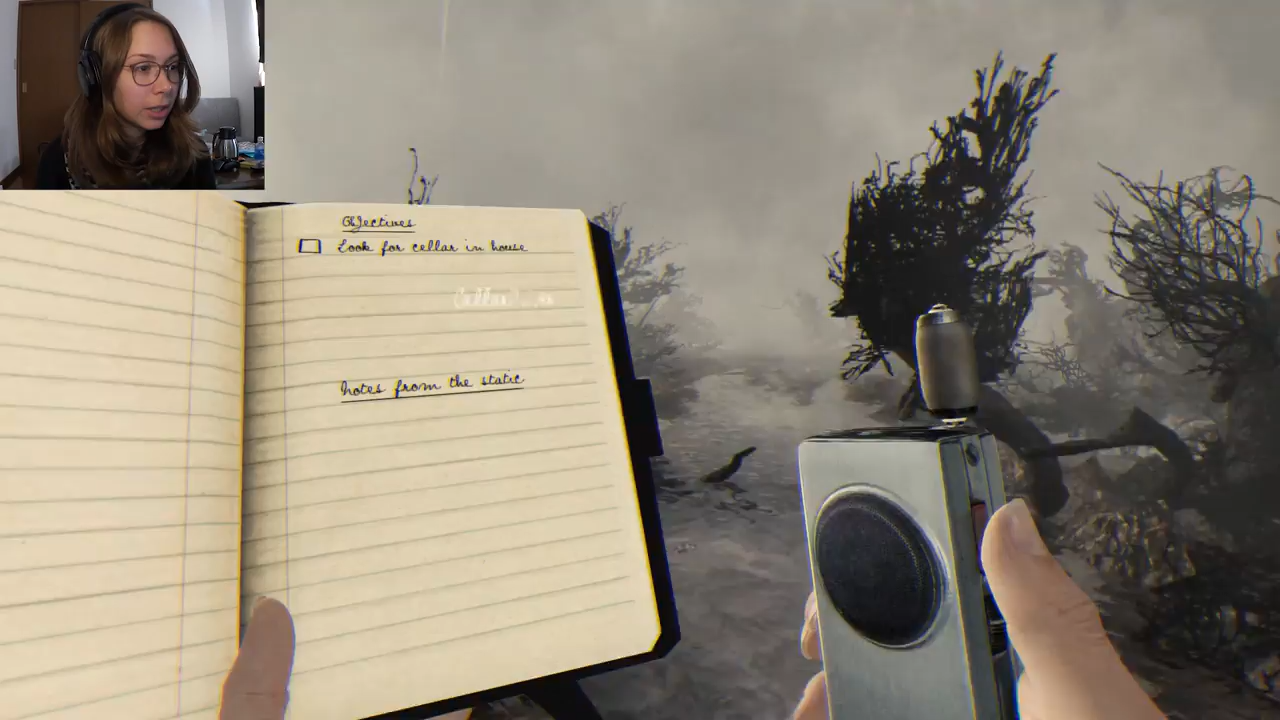 Objectives
Look for cellar in house
Notes from the static